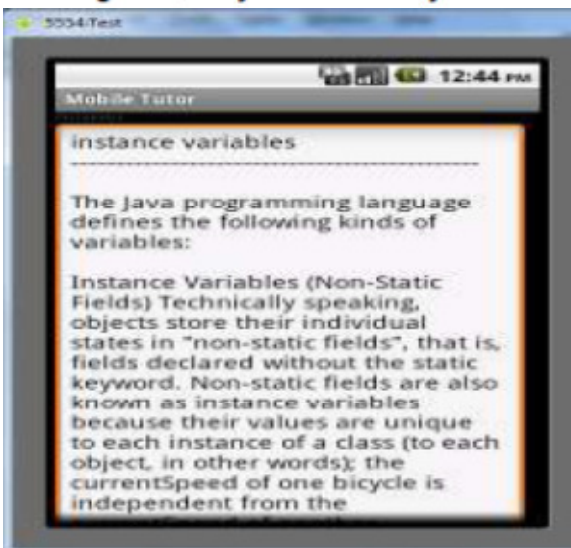 5554:Test
12:44 PM
Mobile Tutor
instance variables
------------------------------------------------
The Java programming language
defines the following kinds of
variables:
Instance Variables (Non-Static
Fields) Technically speaking,
objects store their individual
states in "non-static fields", that is,
fields declared without the static
keyword. Non-static fields are also
known as instance variables
because their values are unique
to each instance of a class (to each
object, in other words); the
currentSpeed of one bicycle is
independent from the